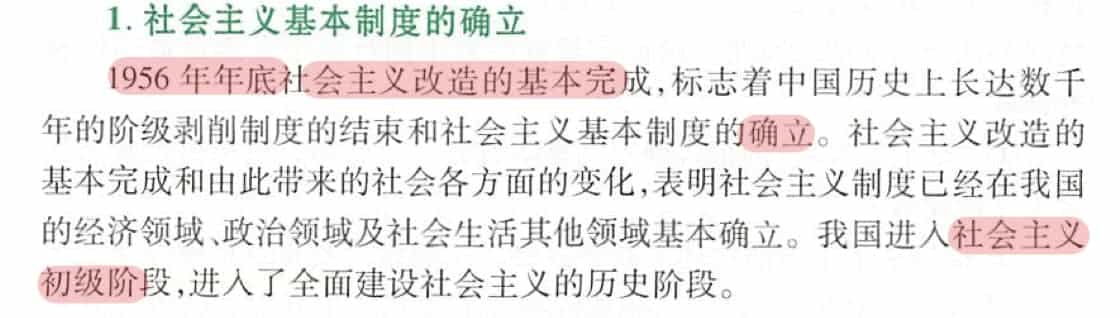 1. 社会主义基本制度的确立
1956 年年底社会主义改造的基本完成,标志着中国历史上长达数千
年的阶级剥削制度的结束和社会主义基本制度的确立。社会主义改造的
基本完成和由此带来的社会各方面的变化,表明社会主义制度已经在我国
的经济领域、政治领域及社会生活其他领域基本确立。我国进入社会主义
初级阶段,进入了全面建设社会主义的历史阶段。